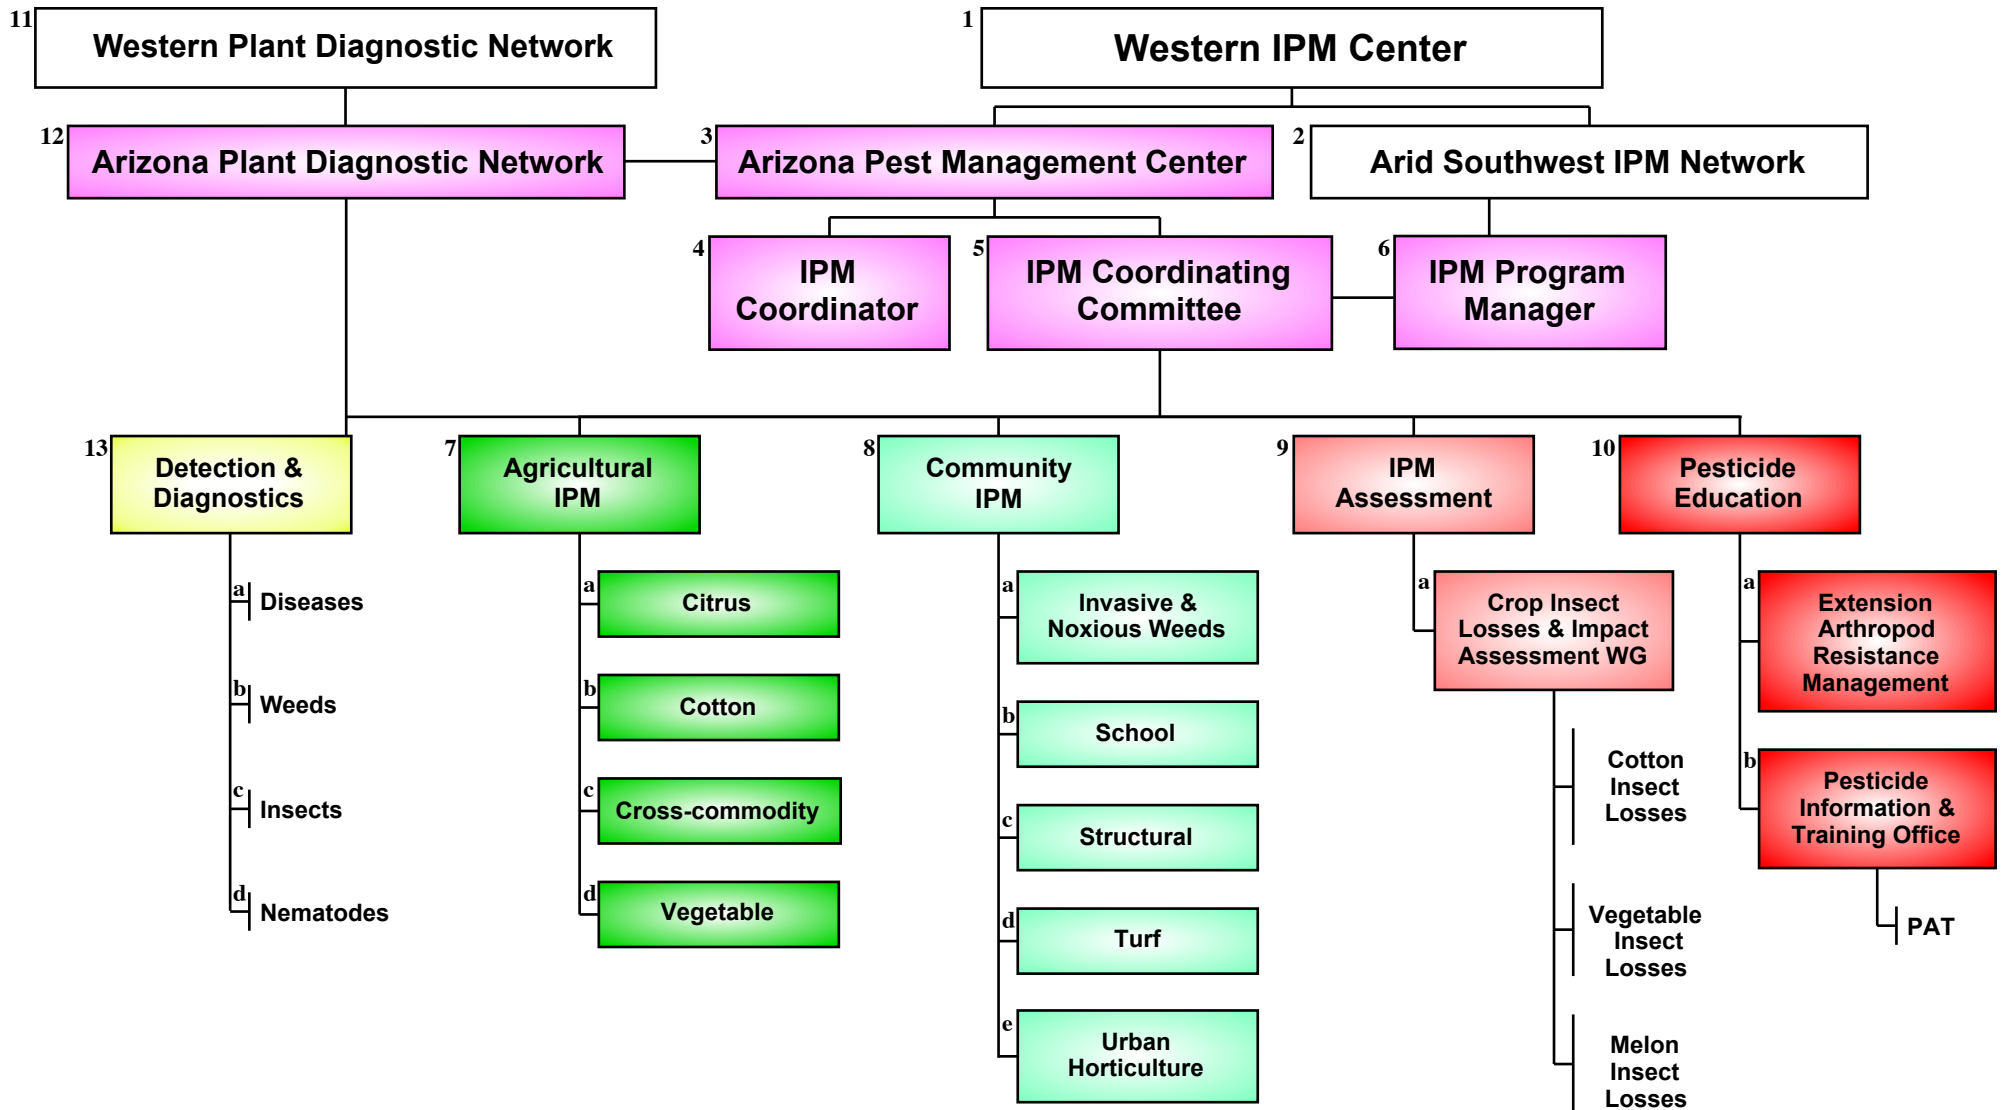 11
Western Plant Diagnostic Network
1
Western IPM Center
12
Arizona Plant Diagnostic Network
3
Arizona Pest Management Center
2
Arid Southwest IPM Network
4
IPM
Coordinator
5
IPM Coordinating
Committee
6
IPM Program
Manager
13
Detection &
Diagnostics
a
Diseases
b
Weeds
c
Insects
d
Nematodes
7
Agricultural
IPM
a
Citrus
b
Cotton
c
Cross-commodity
d
Vegetable
8
Community
IPM
a
Invasive &
Noxious Weeds
b
School
c
Structural
d
Turf
e
Urban
Horticulture
9
IPM
Assessment
a
Crop Insect
Losses & Impact
Assessment WG
Cotton
Insect
Losses
Vegetable
Insect
Losses
Melon
Insect
Losses
10
Pesticide
Education
a
Extension
Arthropod
Resistance
Management
b
Pesticide
Information &
Training Office
PAT